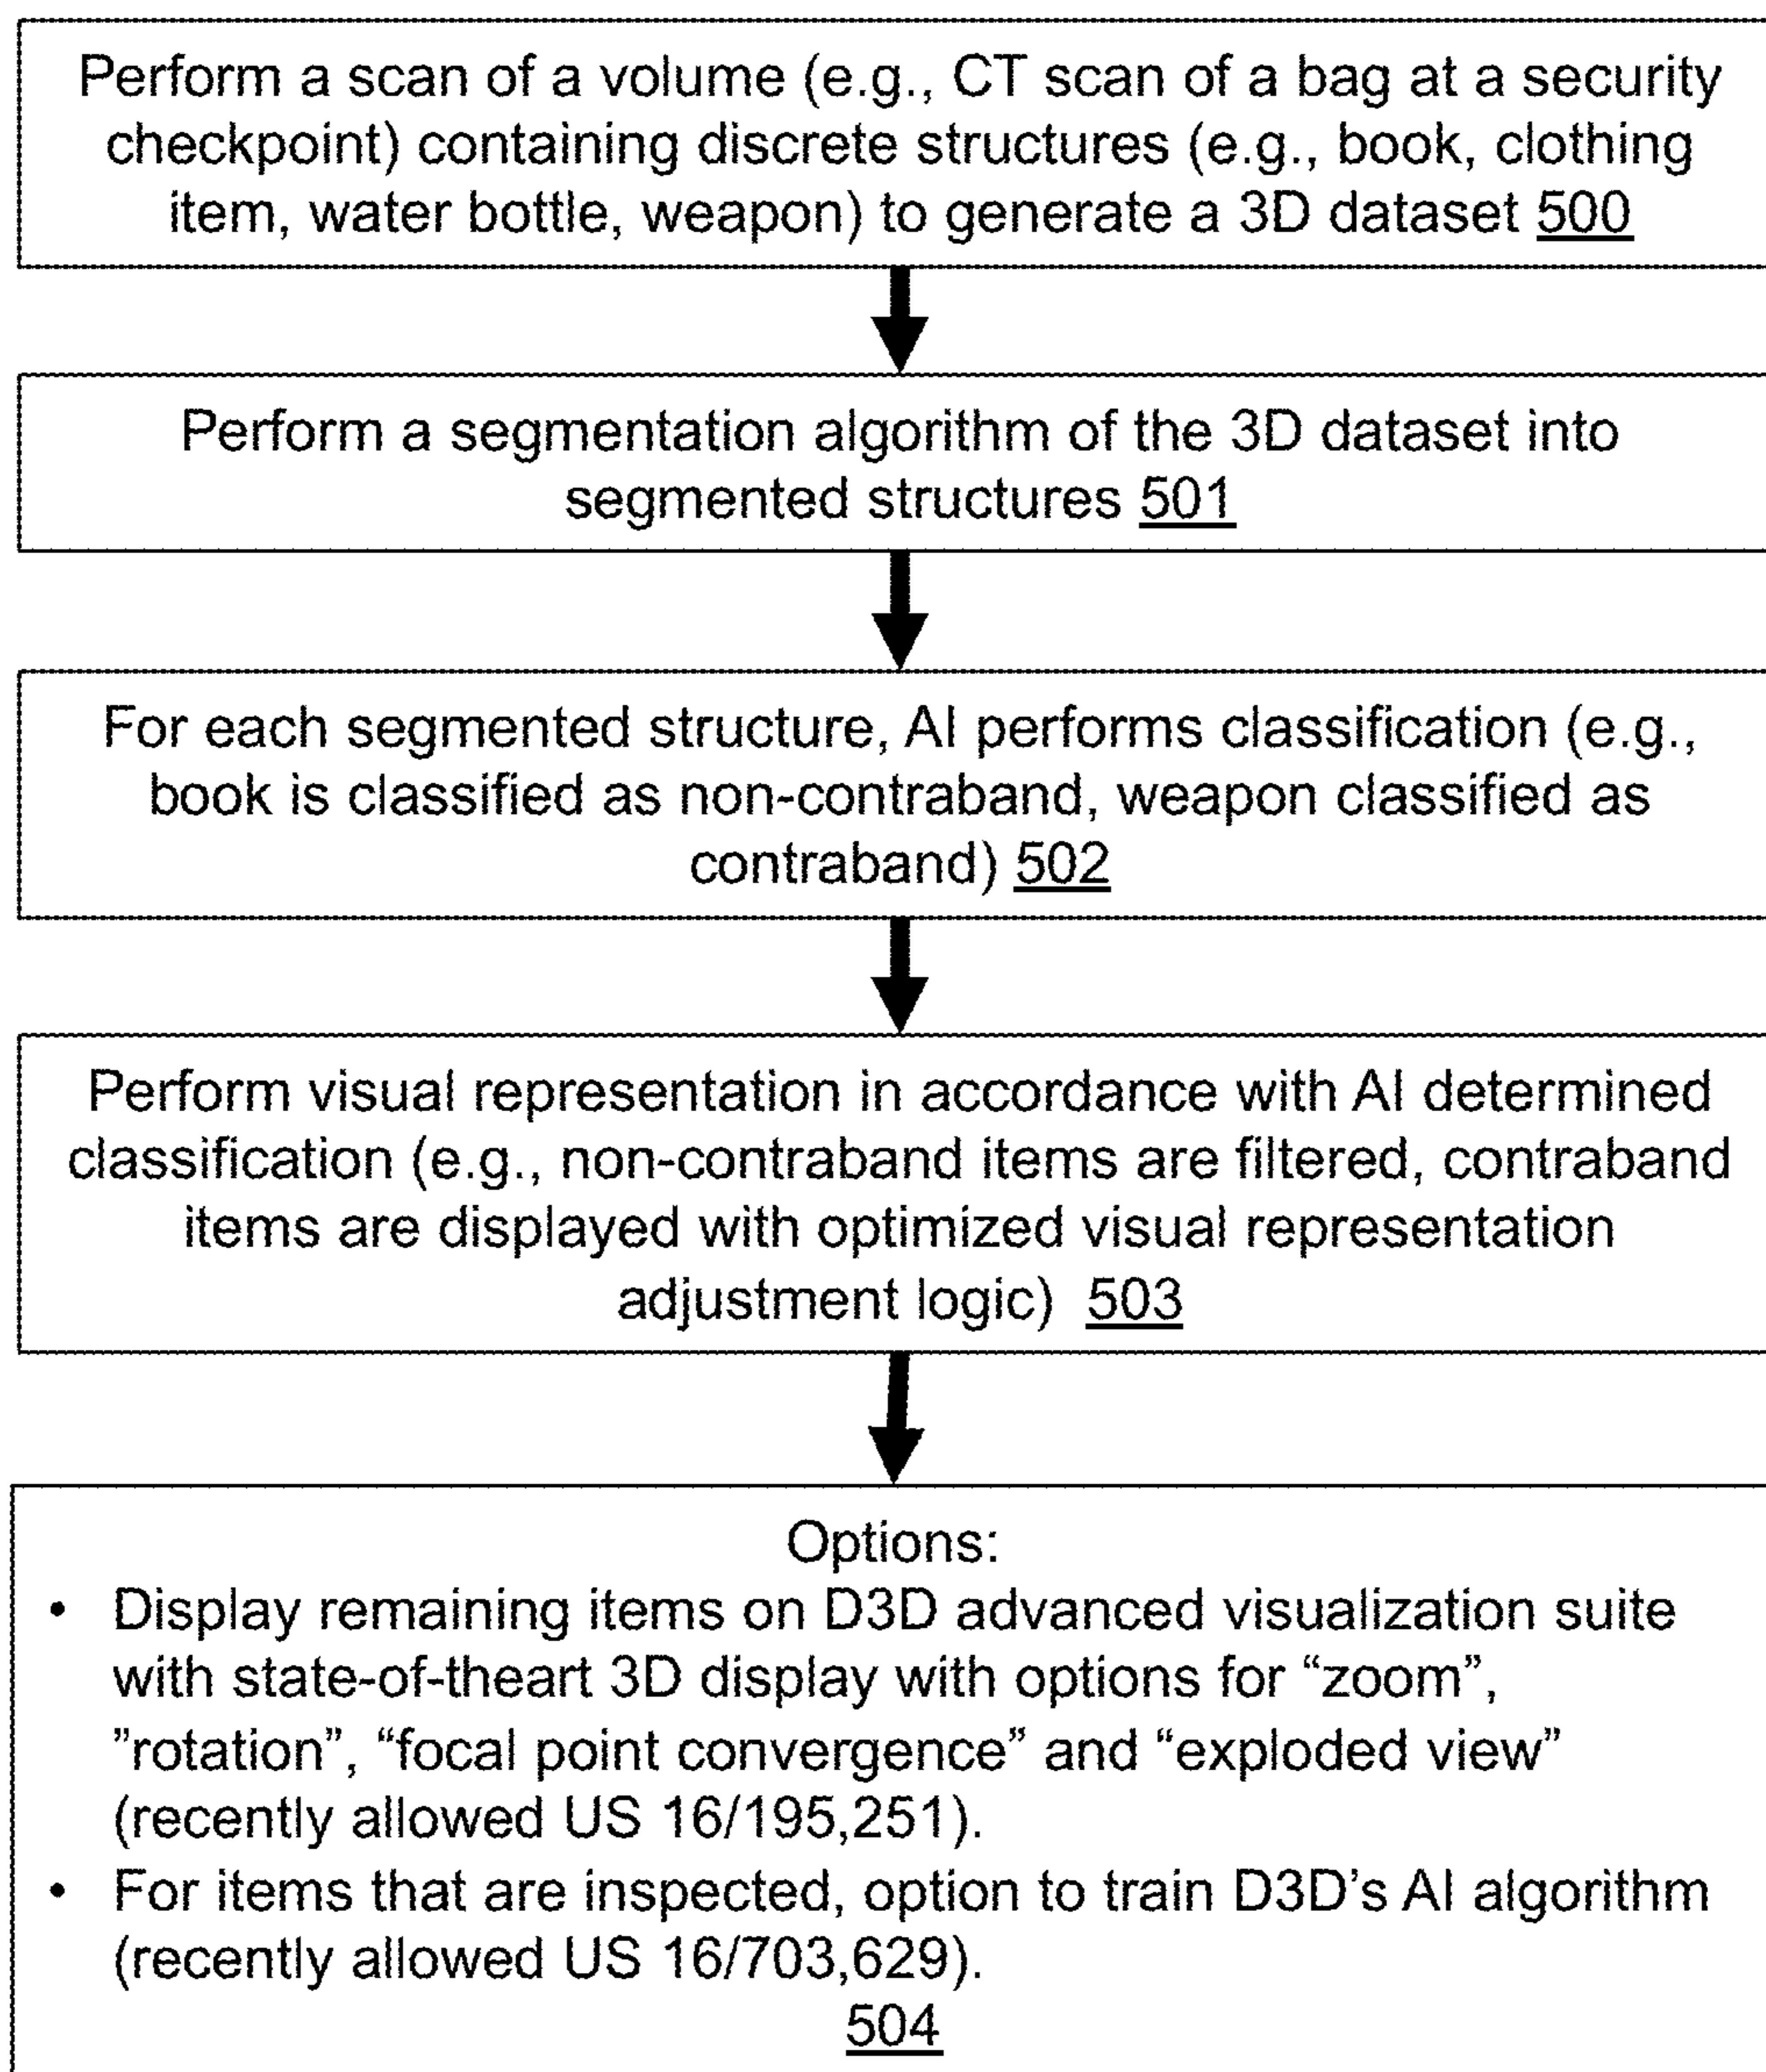 Perform a scan of a volume (e.g., CT scan of a bag at a security
checkpoint) containing discrete structures (e.g., book, clothing
item, water bottle, weapon) to generate a 3D dataset 500
Perform a segmentation algorithm of the 3D dataset into
segmented structures 501
For each segmented structure, AI performs classification (e.g.,
book is classified as non-contraband, weapon classified as
contraband) 502
Perform visual representation in accordance with AI determined
classification (e.g., non-contraband items are filtered, contraband
items are displayed with optimized visual representation
adjustment logic) 503
Options:
• Display remaining items on D3D advanced visualization suite
with state-of-theart 3D display with options for “zoom”,
”rotation”, “focal point convergence” and “exploded view”
(recently allowed US 16/195,251).
• For items that are inspected, option to train D3D’s AI algorithm
(recently allowed US 16/703,629).
504